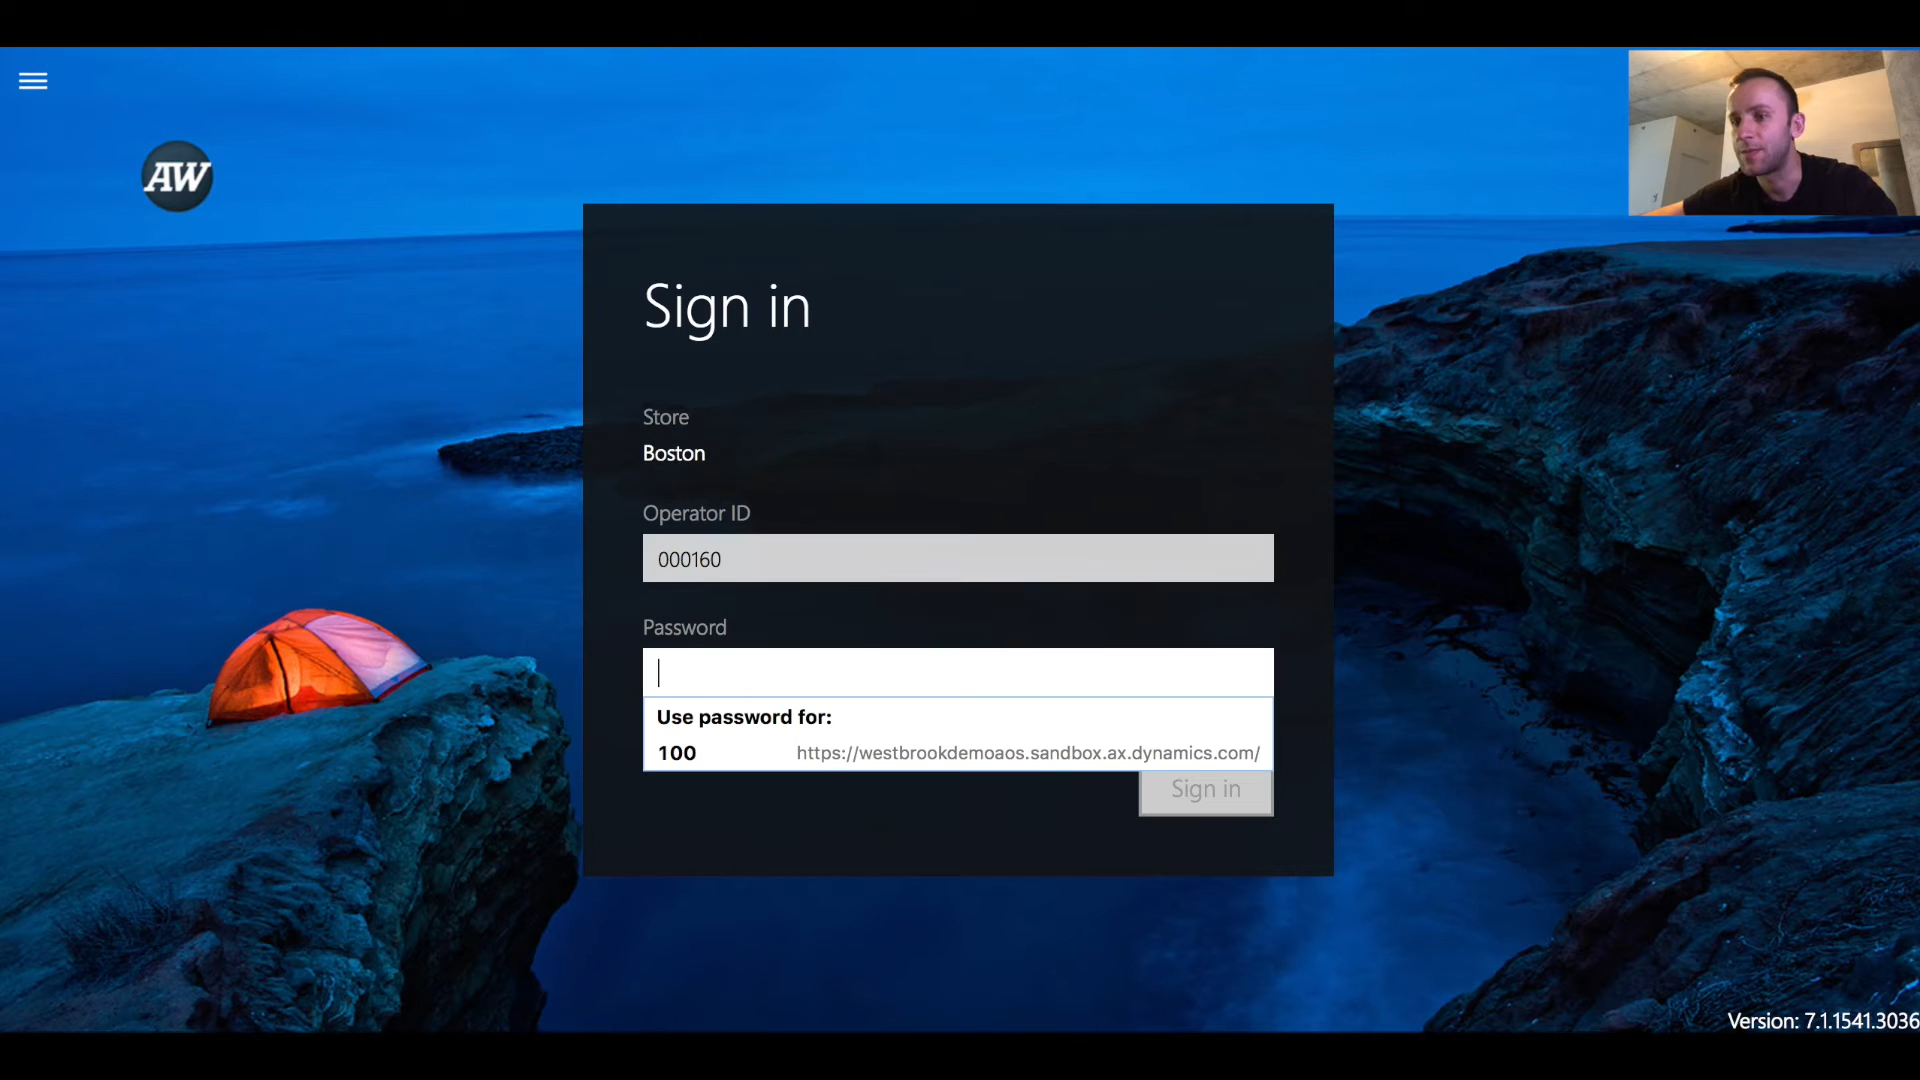 AW
Sign in
Store
Boston
Operator ID
000160
Password
Use password for:
100 https://westbrookdemoaos.sandbox.ax.dynamics.com/
Sign in
Version: 7.1.1541.3036